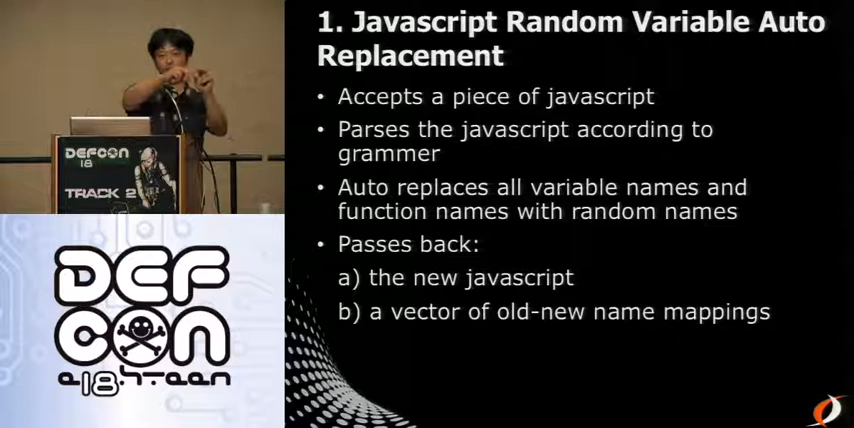 1. Javascript Random Variable Auto
Replacement
• Accepts a piece of javascript
• Parses the javascript according to
grammer
• Auto replaces all variable names and
function names with random names
• Passes back:
a) the new javascript
b) a vector of old-new name mappings
DEFCON
18
TRACK 2
DEF
CON
e18hteen